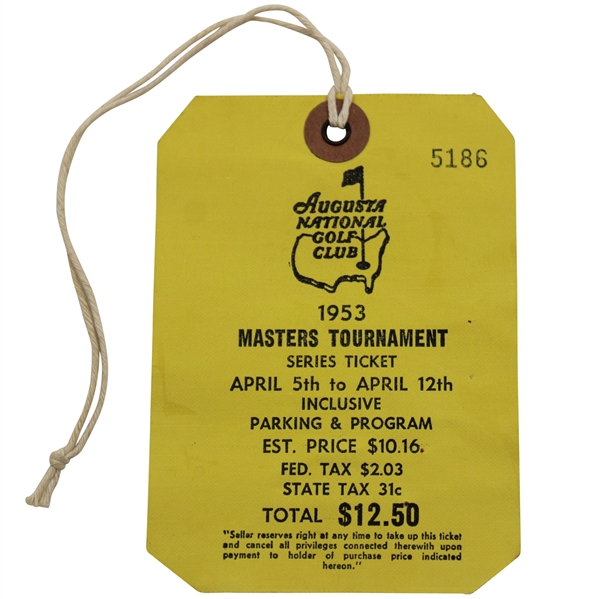 5186
AUGUSTA
NATIONAL
GOLF
CLUB
1953
MASTERS TOURNAMENT
SERIES TICKET
APRIL 5th to APRIL 12th
INCLUSIVE
PARKING & PROGRAM
EST. PRICE $10.16.
FED. TAX $2.03
STATE TAX 31c
TOTAL $12.50
"Seller reserves right at any time to take up this ticket
and cancel all privileges connected therewith upon
payment to holder of purchase price indicated
hereon."